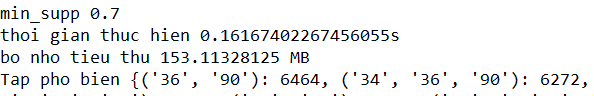 min_supp 0.7
thoi gian thuc hien 0.16167402267456055s
bo nho tieu thu 153.11328125 MB
Tap pho bien {('36', '90'): 6464, ('34', '36', '90'): 6272,